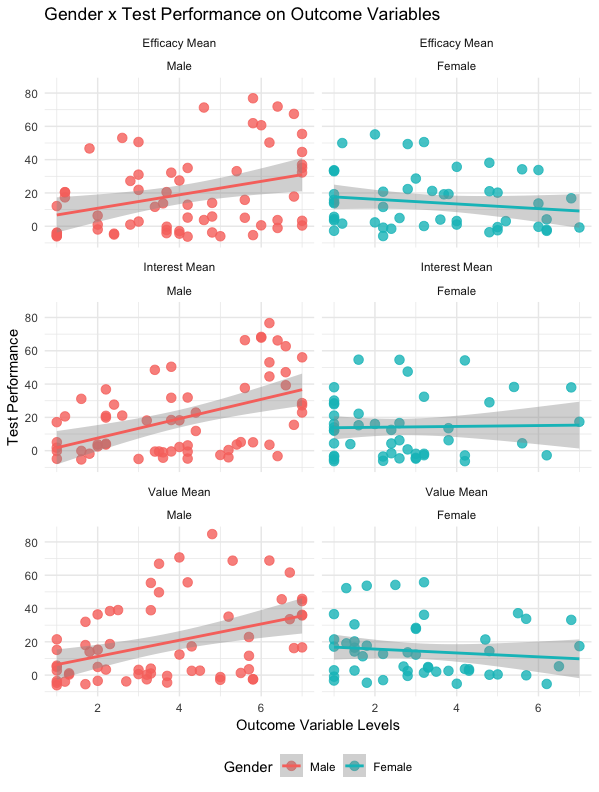 Gender x Test Performance on Outcome Variables
Efficacy Mean Efficacy Mean
Male Female
80
60
40
20
0
Interest Mean Interest Mean
Male Female
80
60
40
20
0
Test Performance
Value Mean Value Mean
Male Female
80
60
40
20
0
2 4 6 2 4 6
Outcome Variable Levels
Gender Male Female